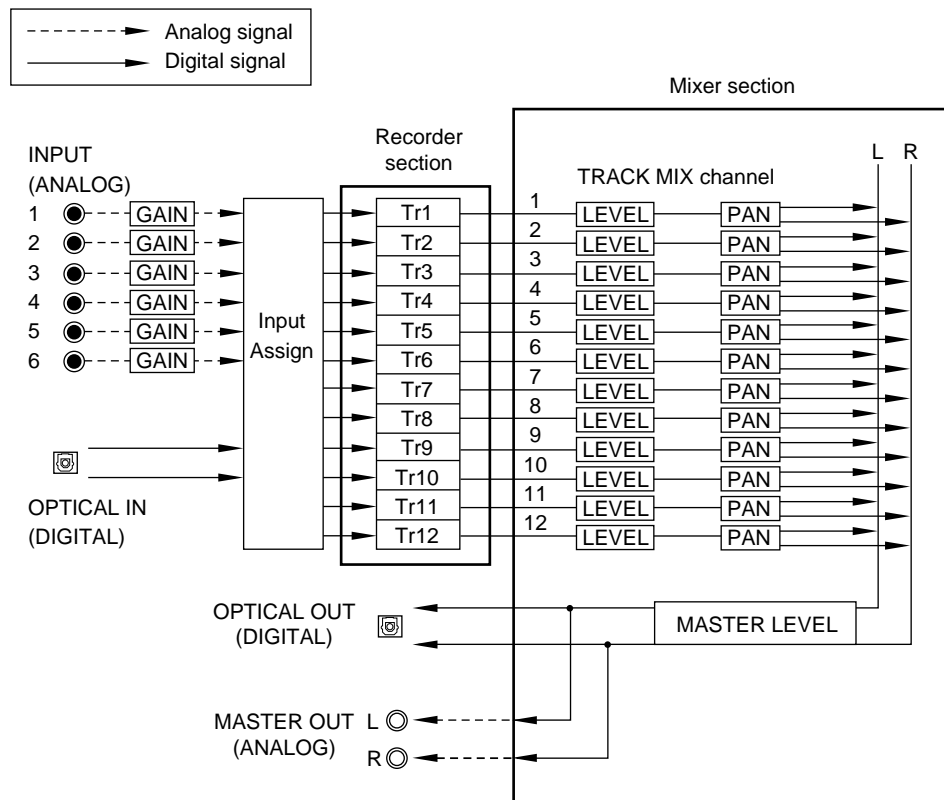 Analog signal
Digital signal
Mixer section
Recorder
section
L R
INPUT
(ANALOG)
TRACK MIX channel
1 GAIN Tr1 1 LEVEL PAN
2 GAIN Tr2 2 LEVEL PAN
3 GAIN Tr3 3 LEVEL PAN
4 GAIN Tr4 4 LEVEL PAN
5 GAIN Tr5 5 LEVEL PAN
6 GAIN Tr6 6 LEVEL PAN
Input
Assign
Tr7 7 LEVEL PAN
Tr8 8 LEVEL PAN
Tr9 9 LEVEL PAN
Tr10 10 LEVEL PAN
Tr11 11 LEVEL PAN
Tr12 12 LEVEL PAN
OPTICAL IN
(DIGITAL)
OPTICAL OUT
(DIGITAL)
MASTER LEVEL
MASTER OUT
(ANALOG)
L
R